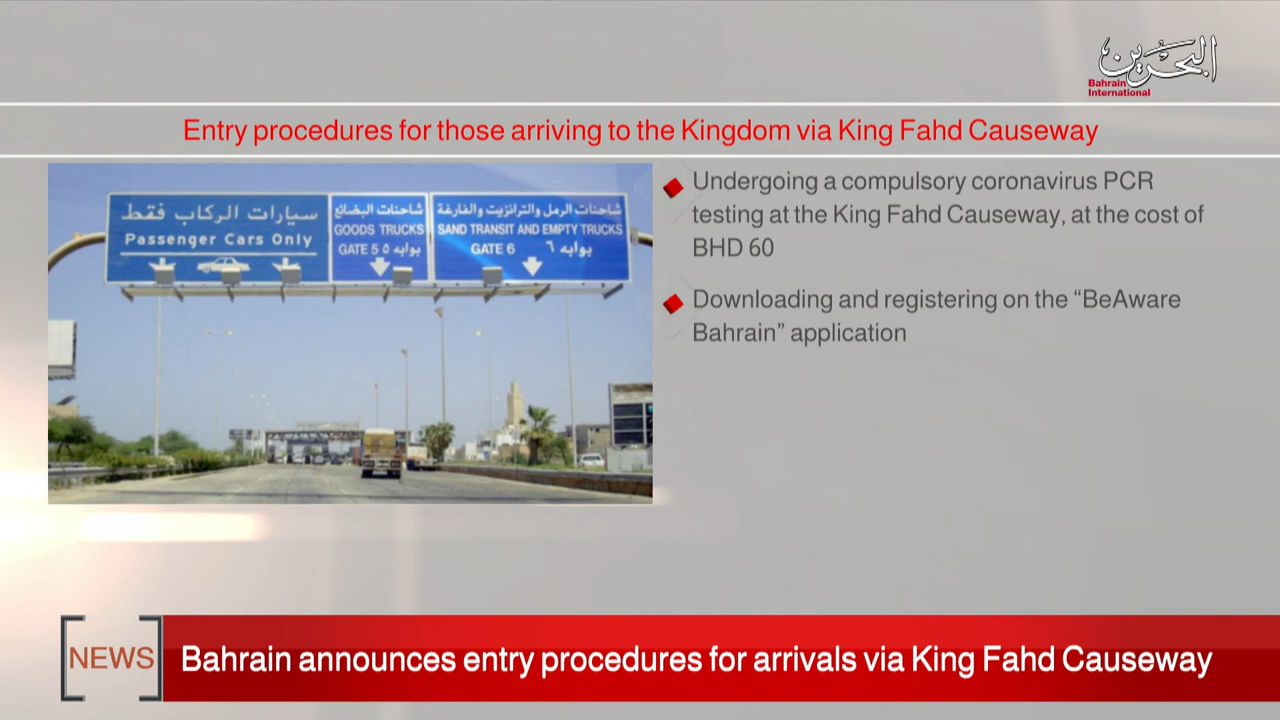 البحرين
Bahrain
International
Entry procedures for those arriving to the Kingdom via King Fahd Causeway
سيارات الركاب فقط
Passenger Cars Only
شاحنات البضائع
GOODS TRUCKS
GATE 5 ٥ بوابه
شاحنات الرمل والترانزيت والفارغة
SAND TRANSIT AND EMPTY TRUCKS
GATE 6 ٦ بوابه
Undergoing a compulsory coronavirus PCR
testing at the King Fahd Causeway, at the cost of
BHD 60
Downloading and registering on the “BeAware
Bahrain” application
NEWS
Bahrain announces entry procedures for arrivals via King Fahd Causeway